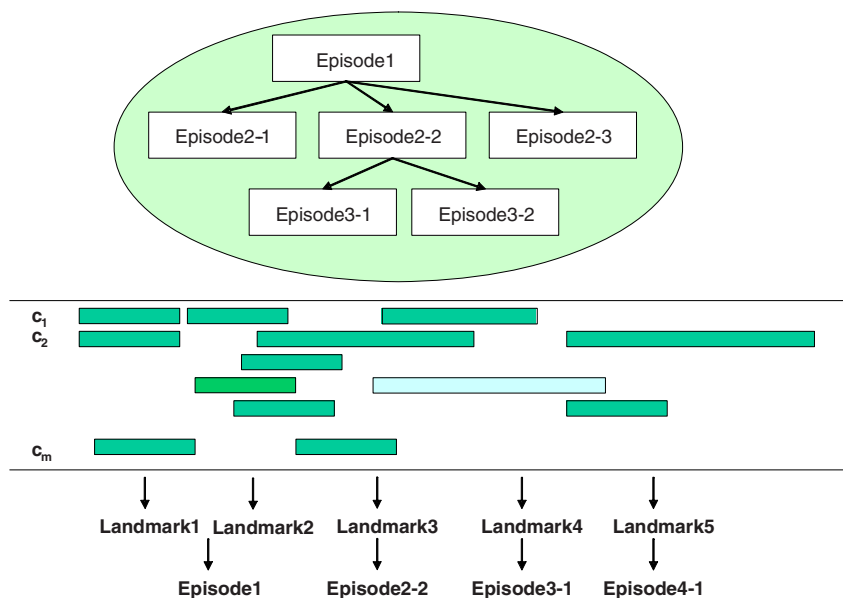 Episode1
Episode2-1 Episode2-2 Episode2-3
Episode3-1 Episode3-2
c1
c2
cm
Landmark1 Landmark2 Landmark3 Landmark4 Landmark5
Episode1 Episode2-2 Episode3-1 Episode4-1